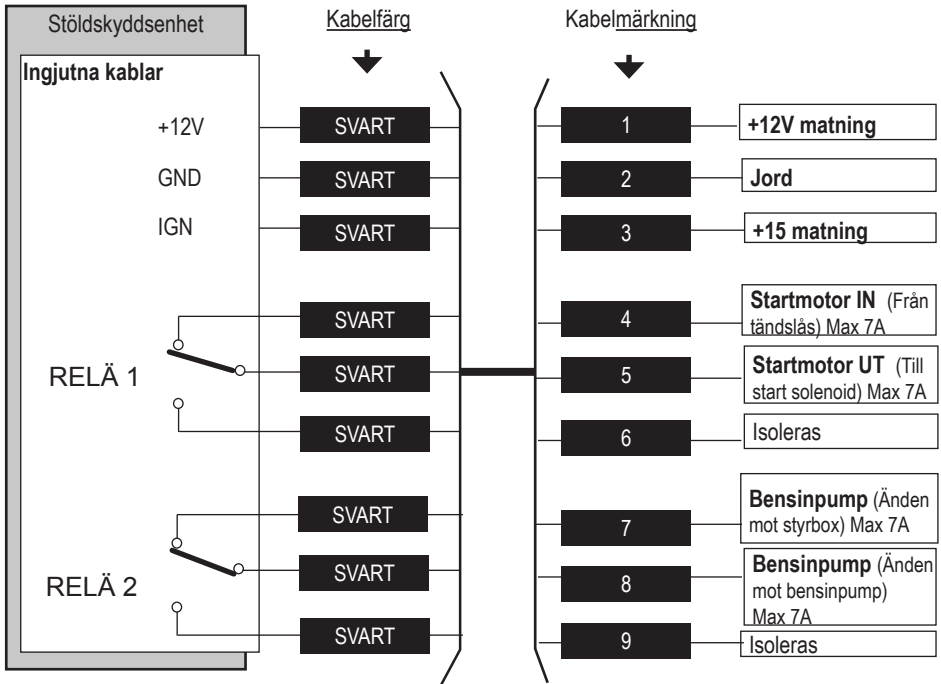 Stöldskyddsenhet
Kabelfärg
Kabelmärkning
Ingjutna kablar
+12V
SVART
1
+12V matning
GND
SVART
2
Jord
IGN
SVART
3
+15 matning
RELÄ 1
SVART
4
Startmotor IN (Från
tändslås) Max 7A
SVART
5
Startmotor UT (Till
start solenoid) Max 7A
SVART
6
Isoleras
RELÄ 2
SVART
7
Bensinpump (Änden
mot styrbox) Max 7A
SVART
8
Bensinpump (Änden
mot bensinpump)
Max 7A
SVART
9
Isoleras